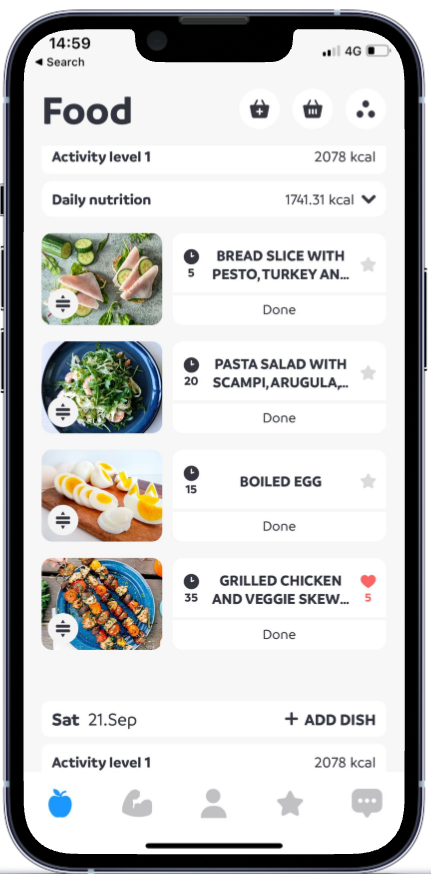 14:59
4G
◀ Search
Food
Activity level 1 2078 kcal
Daily nutrition 1741.31 kcal
BREAD SLICE WITH
5 PESTO, TURKEY AN...
Done
PASTA SALAD WITH
20 SCAMPI, ARUGULA,...
Done
BOILED EGG
15
Done
GRILLED CHICKEN
35 AND VEGGIE SKEW... 5
Done
Sat 21.Sep + ADD DISH
Activity level 1 2078 kcal